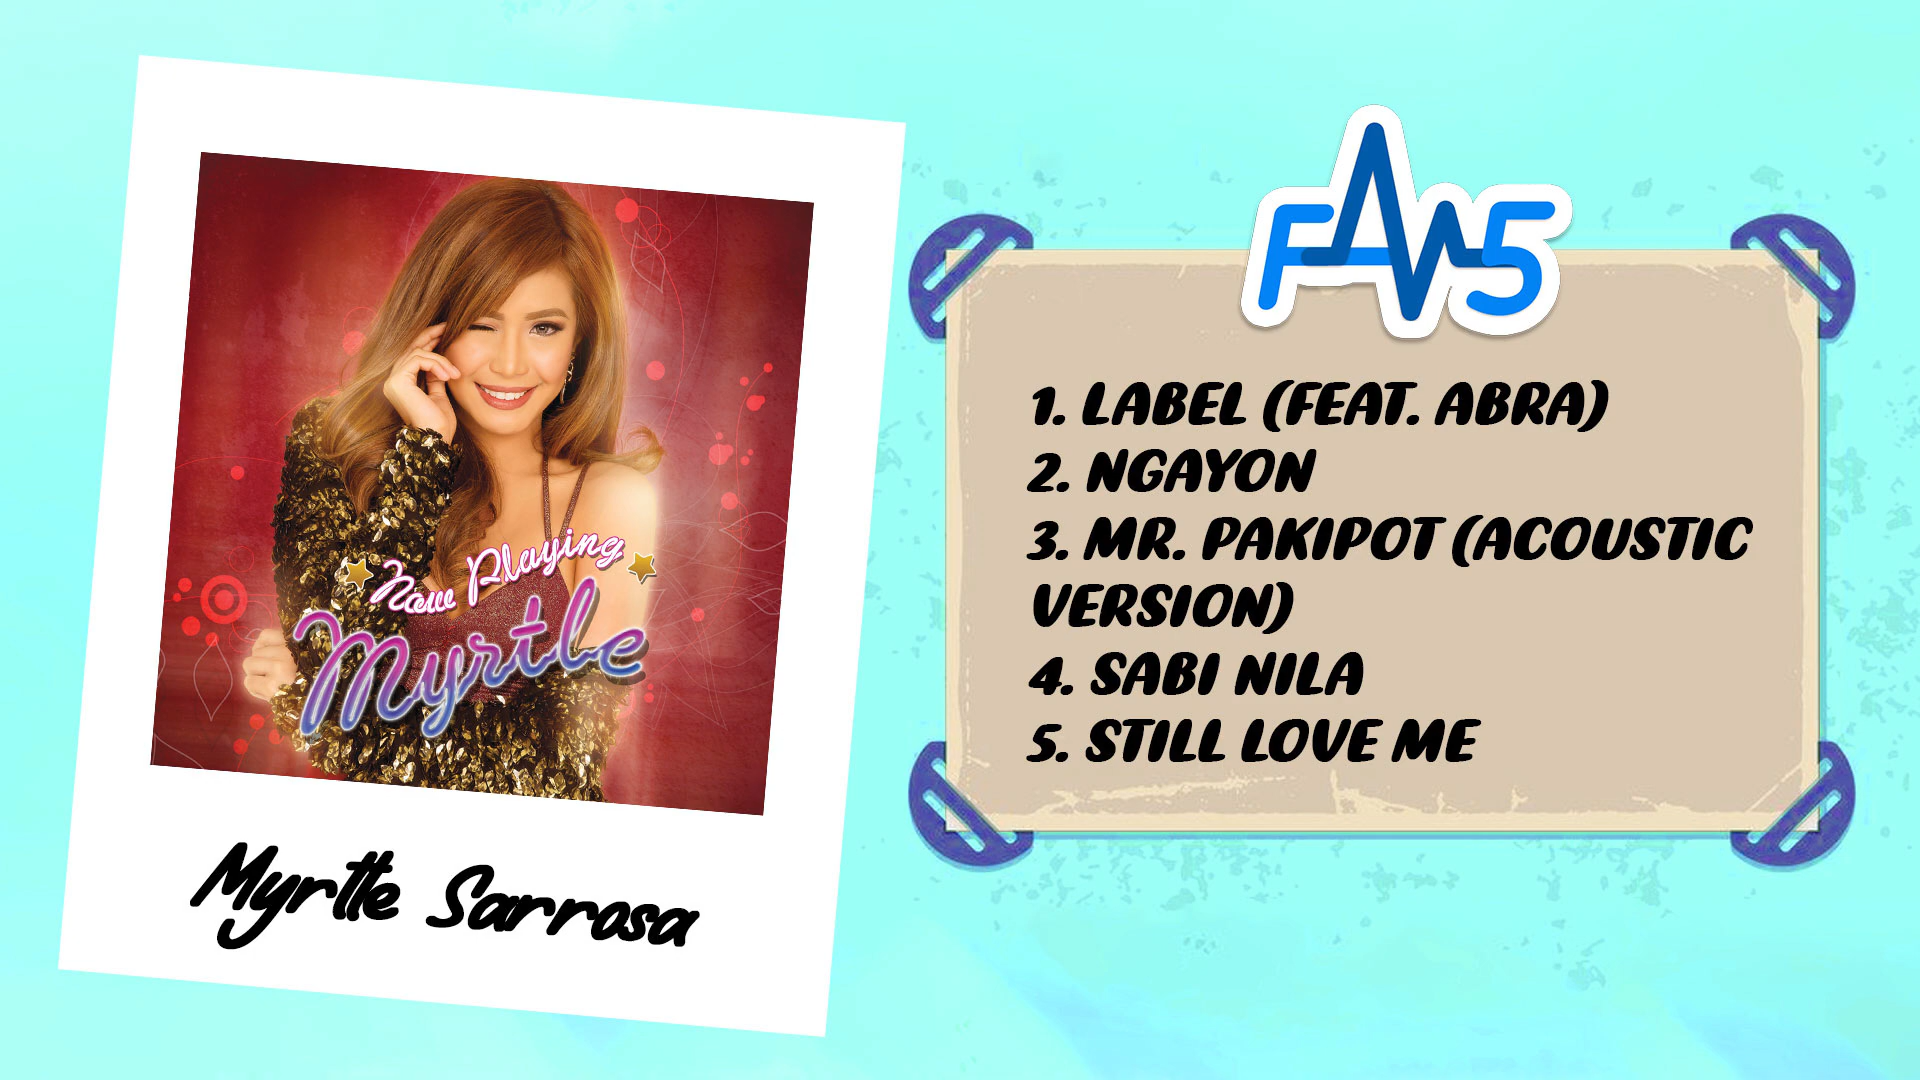 Now Playing
Myrtle
Myrtle Sarrosa
FAV5
1. LABEL (FEAT. ABRA)
2. NGAYON
3. MR. PAKIPOT (ACOUSTIC
VERSION)
4. SABI NILA
5. STILL LOVE ME